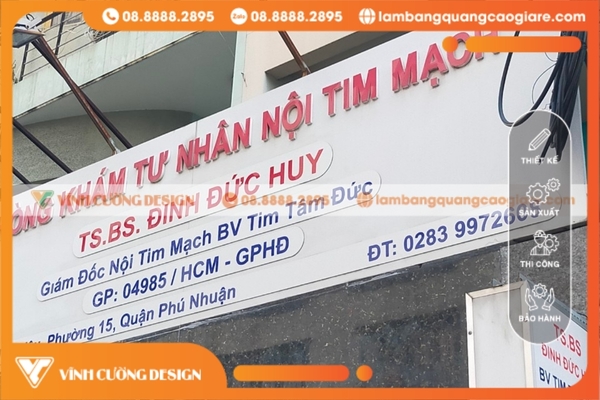 08.8888.2895 Zalo 08.8888.2895 lambangquangcaogiare.com
KHÁM TƯ NHÂN NỘI TIM MẠCH
TS.BS. ĐINH ĐỨC HUY
Giám Đốc Nội Tim Mạch BV Tim Tâm Đức
GP: 04985 / HCM - GPHĐ
Phường 15, Quận Phú Nhuận
ĐT: 0283 997260
VĨNH CƯỜNG DESIGN 08.8888.2895 lambangquangcaogiare.com
THIẾT KẾ
SẢN XUẤT
THI CÔNG
BẢO HÀNH
TS.BS
ĐINH ĐỨC H
BV TIM
VĨNH CƯỜNG DESIGN